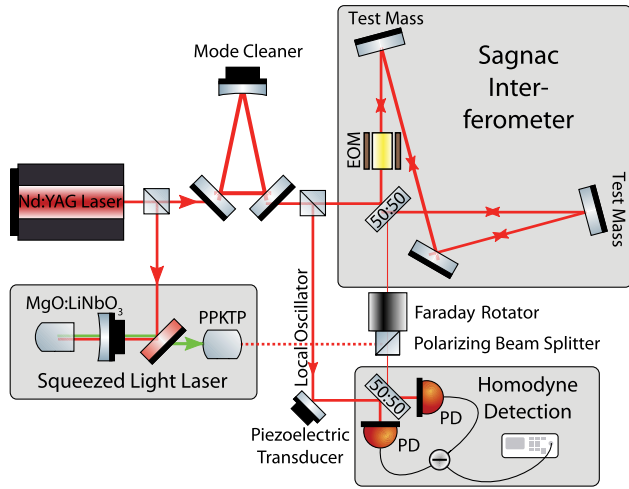 Test Mass
Mode Cleaner
Sagnac
Inter-
ferometer
EOM
Nd:YAG Laser
50:50
Test Mass
MgO:LiNbO3
PPKTP
Squeezed Light Laser
Local Oscillator
Faraday Rotator
Polarizing Beam Splitter
50:50
PD
PD
Homodyne
Detection
Piezoelectric
Transducer